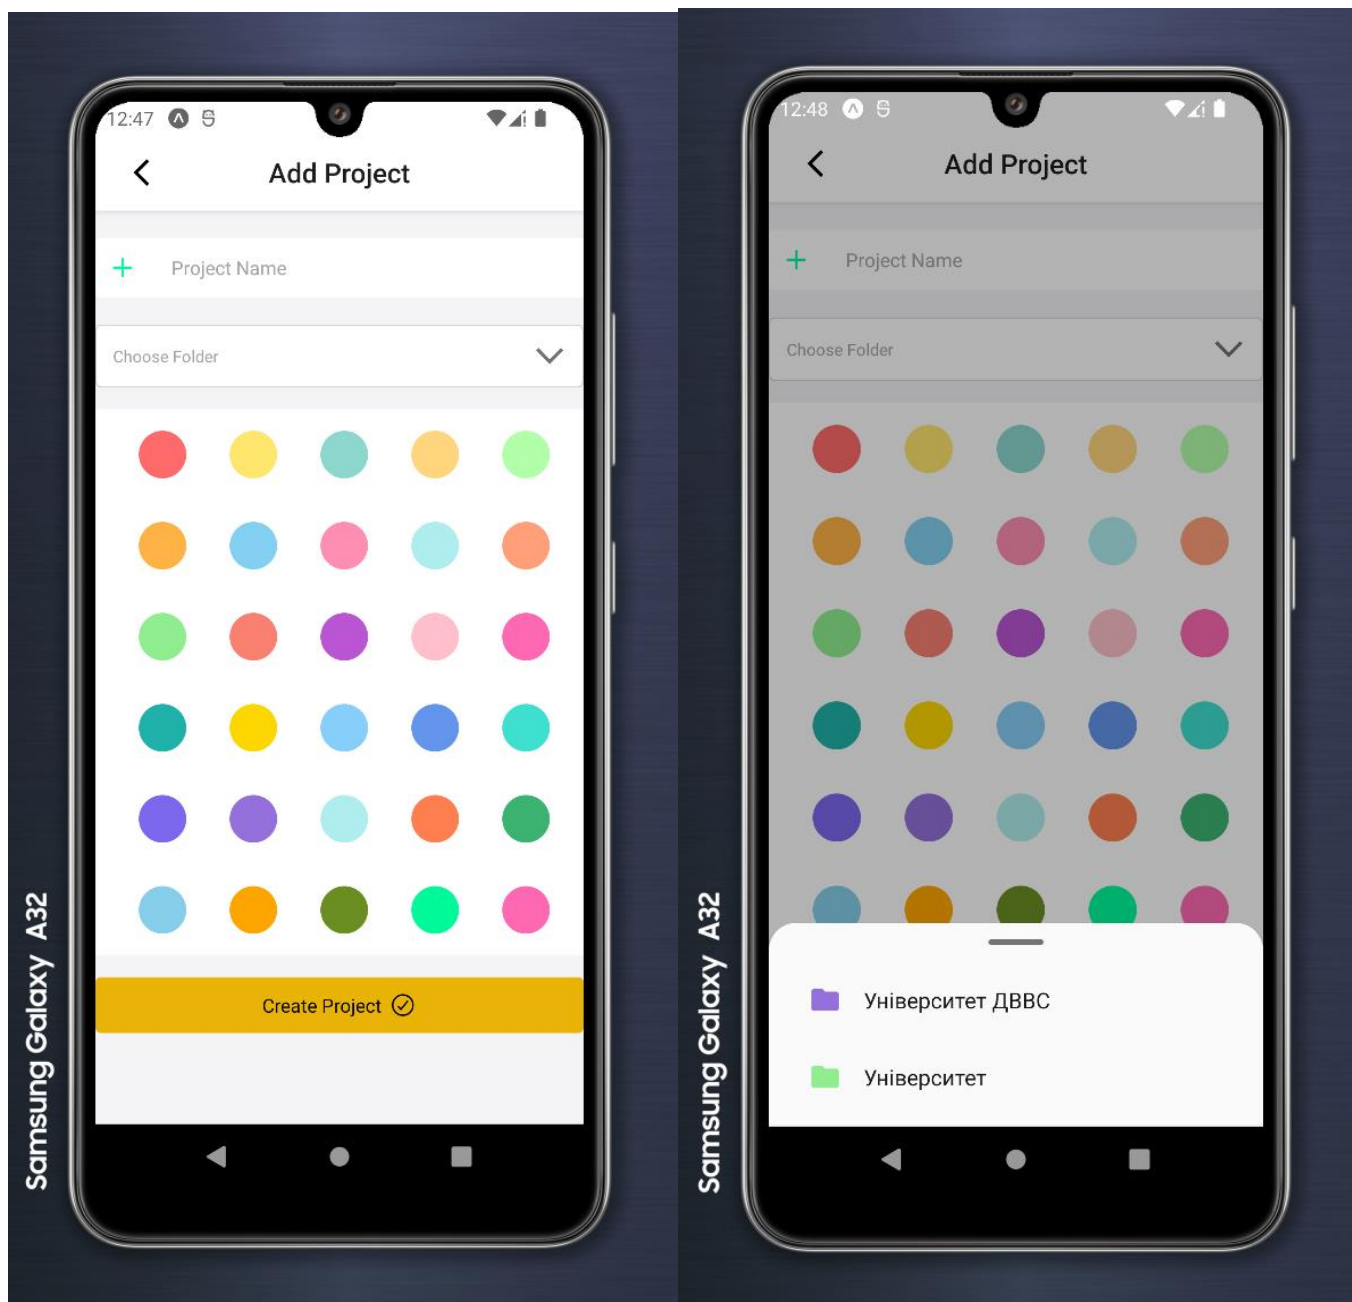 12:47
Add Project
Project Name
Choose Folder
Create Project
Samsung Galaxy A32
12:48
Add Project
Project Name
Choose Folder
Університет ДВВС
Університет
Samsung Galaxy A32